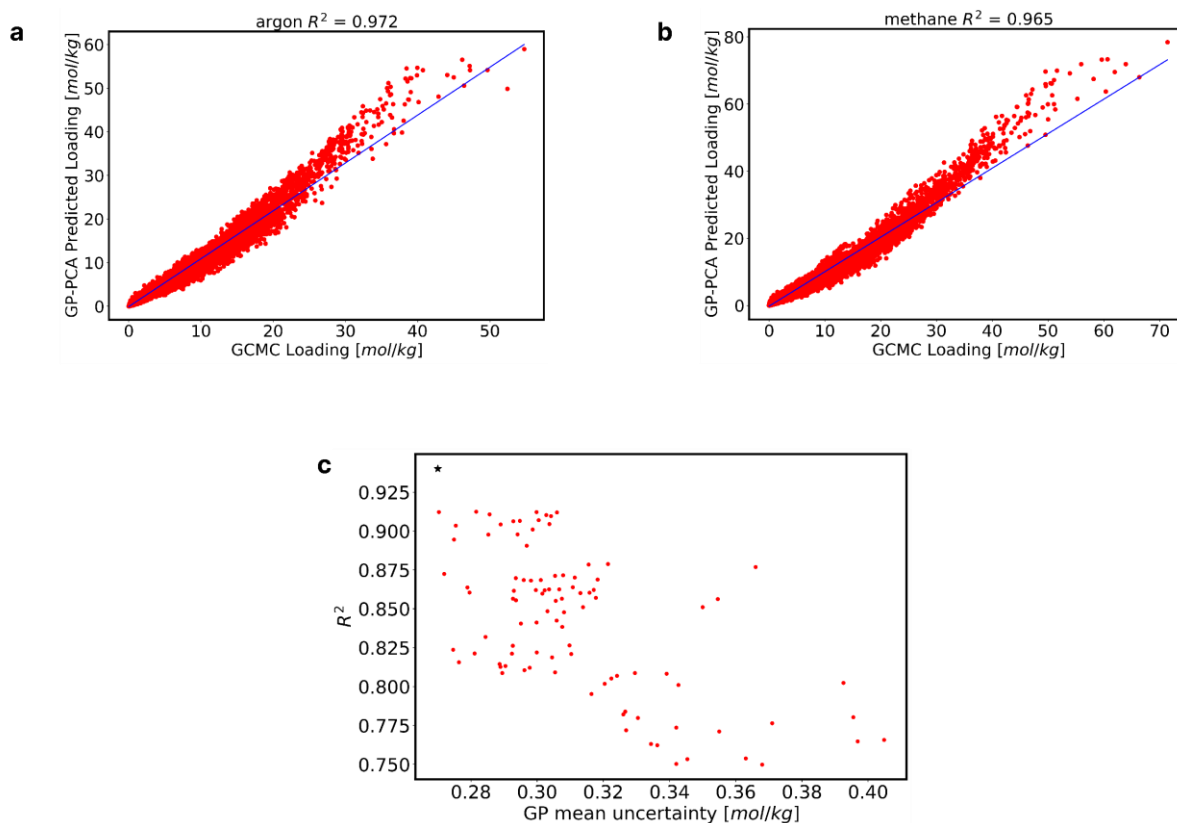 a
argon R² = 0.972
GP-PCA Predicted Loading [mol/kg]
60
50
40
30
20
10
0
0 10 20 30 40 50
GCMC Loading [mol/kg]
b
methane R² = 0.965
GP-PCA Predicted Loading [mol/kg]
80
60
40
20
0
0 10 20 30 40 50 60 70
GCMC Loading [mol/kg]
c
R²
0.925
0.900
0.875
0.850
0.825
0.800
0.775
0.750
0.28 0.30 0.32 0.34 0.36 0.38 0.40
GP mean uncertainty [mol/kg]